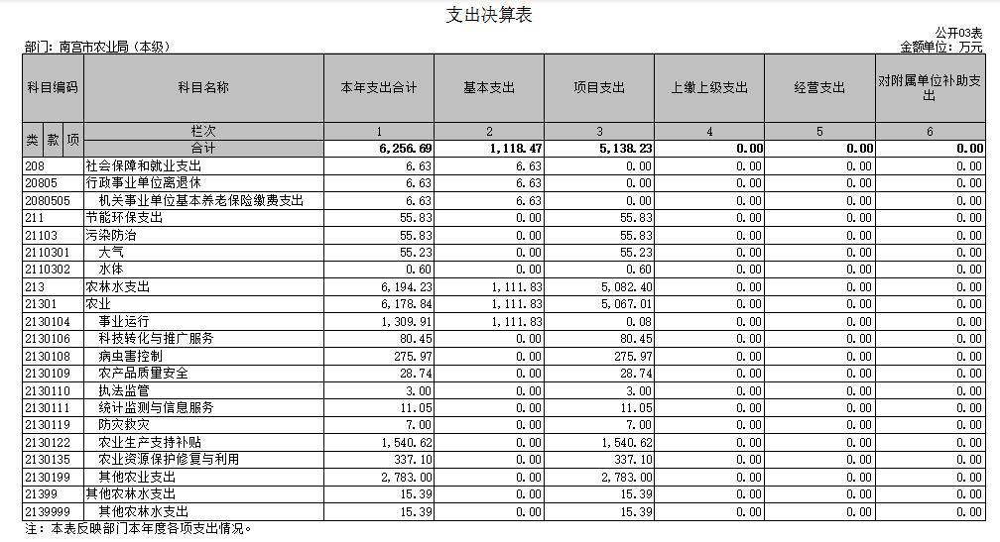 支出决算表
公开03表
部门：南宫市农业局（本级） 金额单位：万元
科目编码 科目名称 本年支出合计 基本支出 项目支出 上缴上级支出 经营支出 对附属单位补助支出
类 款 项 栏次 1 2 3 4 5 6
合计 6,256.69 1,118.47 5,138.23 0.00 0.00 0.00
208 社会保障和就业支出 6.63 6.63 0.00 0.00 0.00 0.00
20805 行政事业单位离退休 6.63 6.63 0.00 0.00 0.00 0.00
2080505 机关事业单位基本养老保险缴费支出 6.63 6.63 0.00 0.00 0.00 0.00
211 节能环保支出 55.83 0.00 55.83 0.00 0.00 0.00
21103 污染防治 55.83 0.00 55.83 0.00 0.00 0.00
2110301 大气 55.23 0.00 55.23 0.00 0.00 0.00
2110302 水体 0.60 0.00 0.60 0.00 0.00 0.00
213 农林水支出 6,194.23 1,111.83 5,082.40 0.00 0.00 0.00
21301 农业 6,178.84 1,111.83 5,067.01 0.00 0.00 0.00
2130104 事业运行 1,309.91 1,111.83 0.08 0.00 0.00 0.00
2130106 科技转化与推广服务 80.45 0.00 80.45 0.00 0.00 0.00
2130108 病虫害控制 275.97 0.00 275.97 0.00 0.00 0.00
2130109 农产品质量安全 28.74 0.00 28.74 0.00 0.00 0.00
2130110 执法监管 3.00 0.00 3.00 0.00 0.00 0.00
2130111 统计监测与信息服务 11.05 0.00 11.05 0.00 0.00 0.00
2130119 防灾救灾 7.00 0.00 7.00 0.00 0.00 0.00
2130122 农业生产支持补贴 1,540.62 0.00 1,540.62 0.00 0.00 0.00
2130135 农业资源保护修复与利用 337.10 0.00 337.10 0.00 0.00 0.00
2130199 其他农业支出 2,783.00 0.00 2,783.00 0.00 0.00 0.00
21399 其他农林水支出 15.39 0.00 15.39 0.00 0.00 0.00
2139999 其他农林水支出 15.39 0.00 15.39 0.00 0.00 0.00
注：本表反映部门本年度各项支出情况。